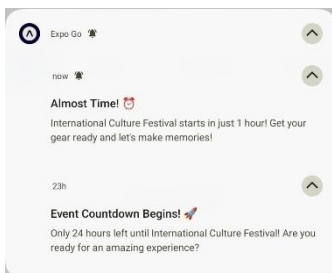 Expo Go
now
Almost Time! ⏰
International Culture Festival starts in just 1 hour! Get your
gear ready and let's make memories!
23h
Event Countdown Begins! 🚀
Only 24 hours left until International Culture Festival! Are you
ready for an amazing experience?